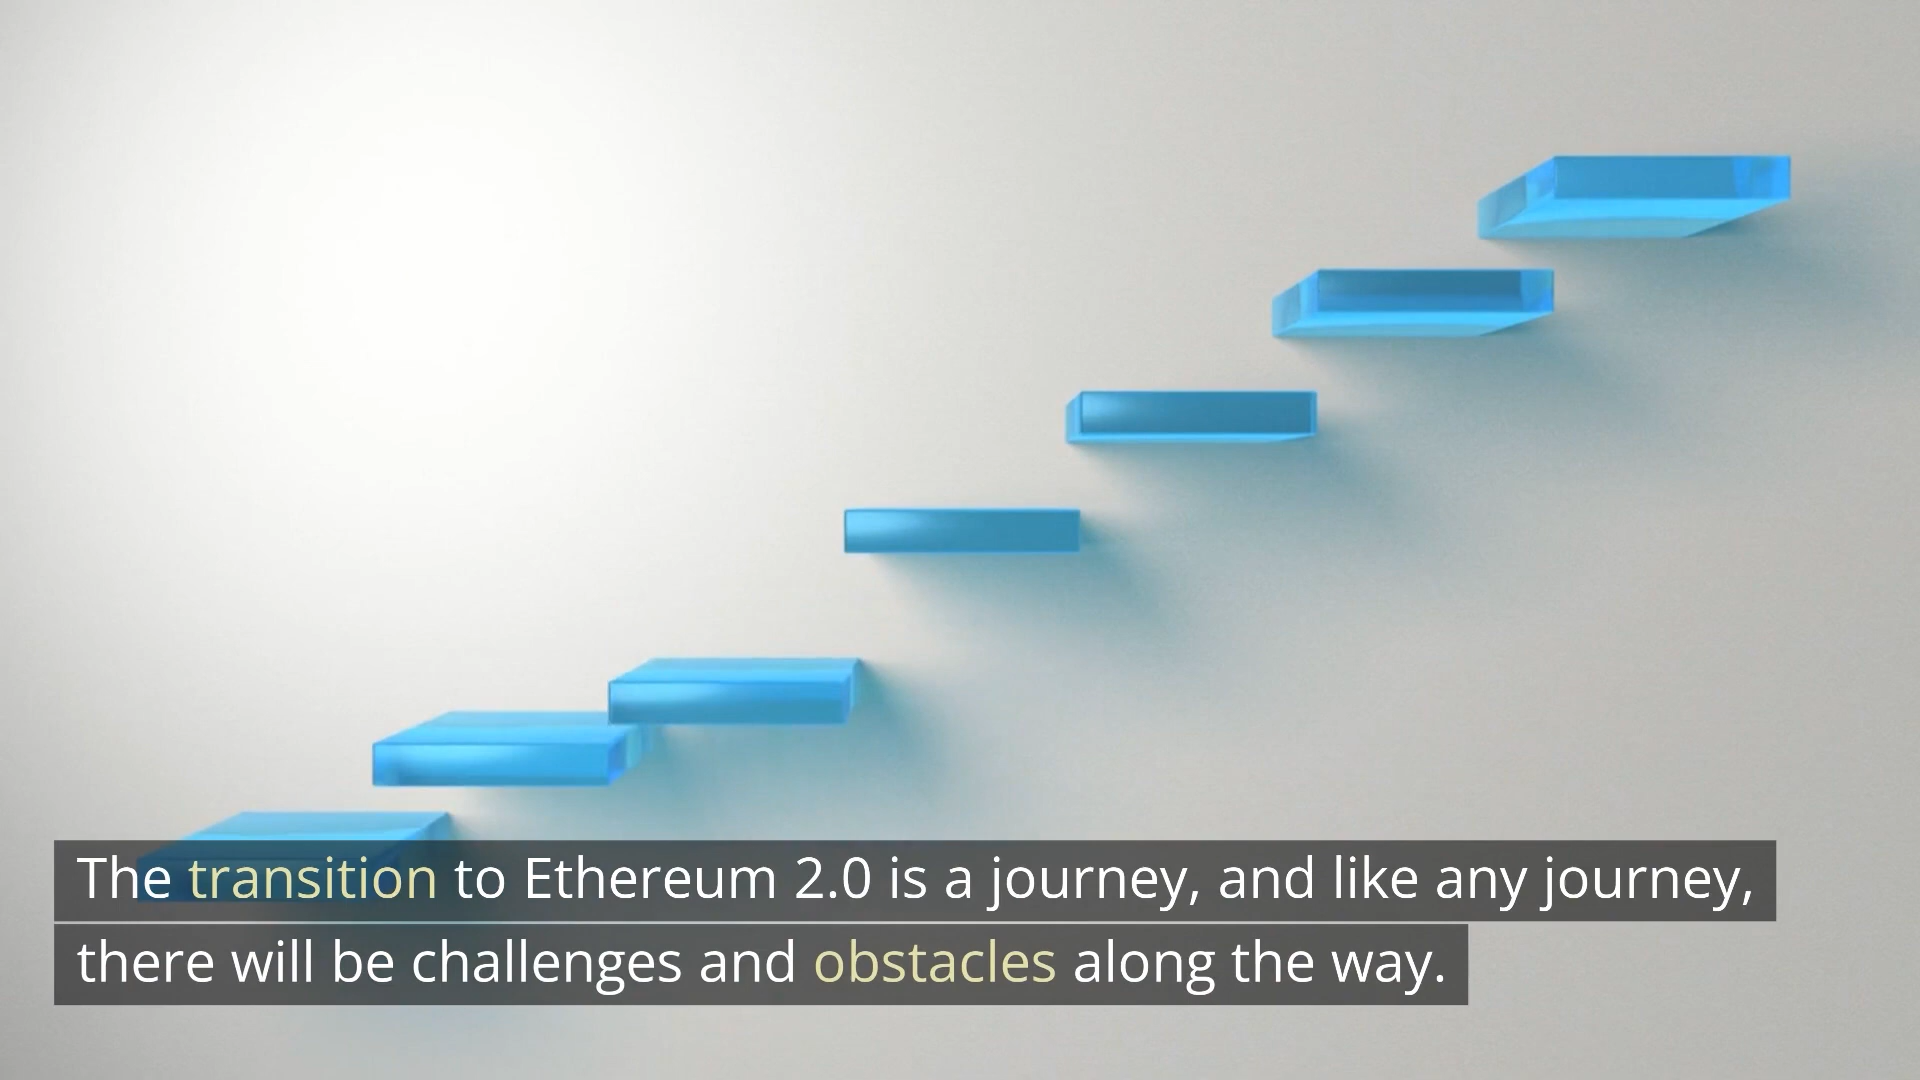 The transition to Ethereum 2.0 is a journey, and like any journey,
there will be challenges and obstacles along the way.